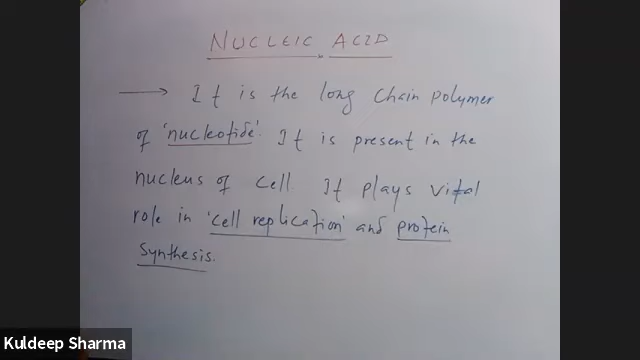 NUCLEIC ACID
→ It is the long chain polymer
of 'nucleotide'. It is present in the
nucleus of cell. It plays vital
role in 'cell replication' and protein
synthesis.
Kuldeep Sharma